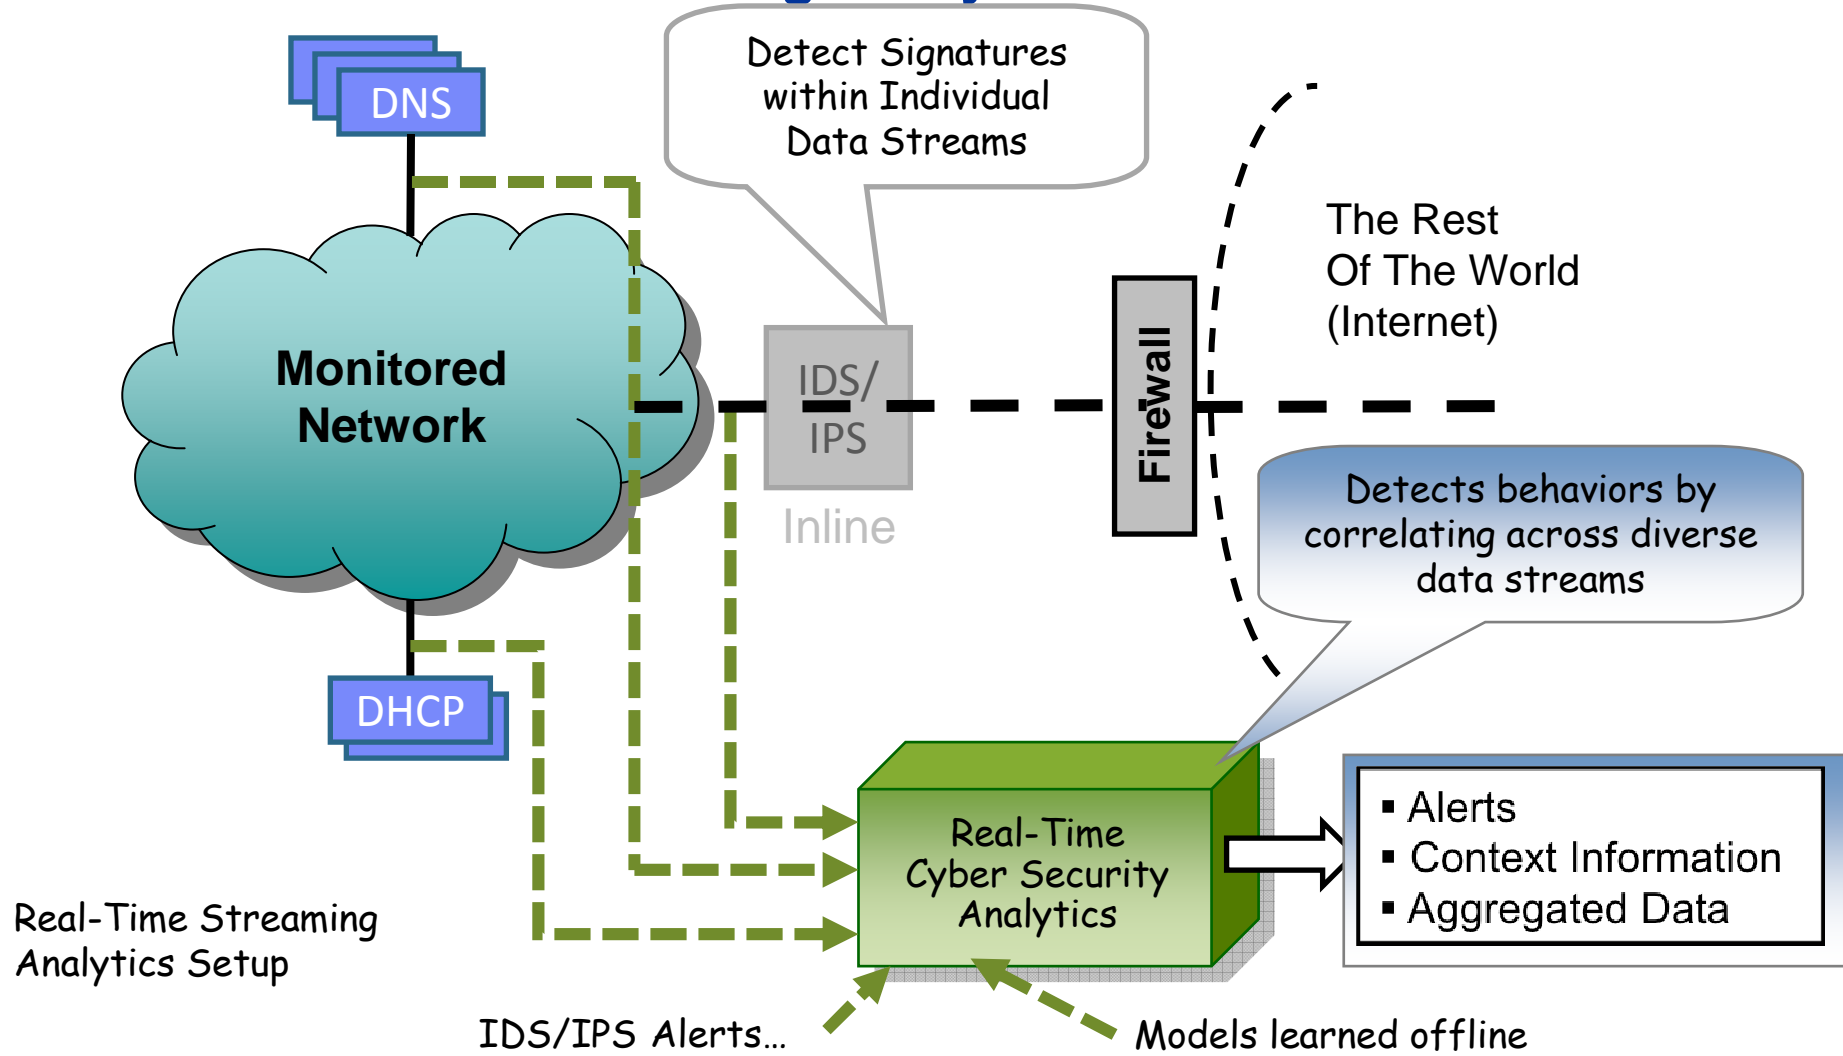 Detect Signatures
within Individual
Data Streams
DNS
The Rest
Of The World
(Internet)
Monitored
Network
IDS/
IPS
Inline
Firewall
Detects behaviors by
correlating across diverse
data streams
DHCP
Real-Time
Cyber Security
Analytics
▪ Alerts
▪ Context Information
▪ Aggregated Data
Real-Time Streaming
Analytics Setup
IDS/IPS Alerts...
Models learned offline